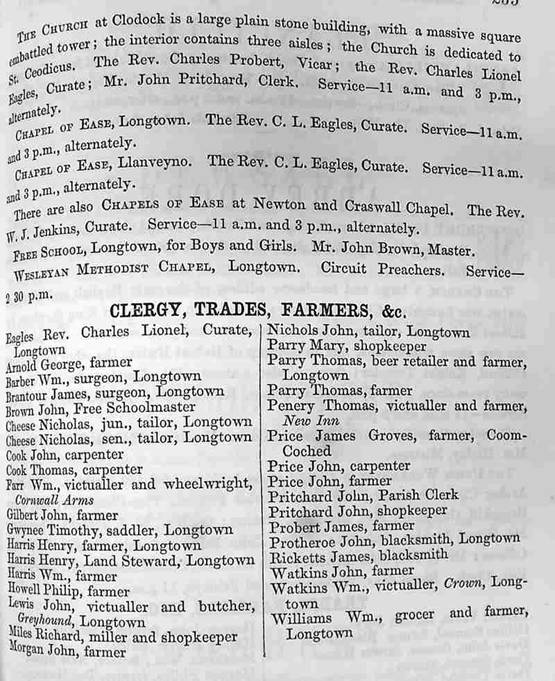 THE CHURCH at Clodock is a large plain stone building, with a massive square
embattled tower; the interior contains three aisles; the Church is dedicated to
St. Ceodicus. The Rev. Charles Probert, Vicar; the Rev. Charles Lionel
Eagles, Curate; Mr. John Pritchard, Clerk. Service—11 a.m. and 3 p.m.,
alternately.
CHAPEL OF EASE, Longtown. The Rev. C. L. Eagles, Curate. Service—11 a.m.
and 3 p.m., alternately.
CHAPEL OF EASE, Llanveyno. The Rev. C. L. Eagles, Curate. Service—11 a.m.
and 3 p.m., alternately.
There are also CHAPELS OF EASE at Newton and Craswall Chapel. The Rev.
W. J. Jenkins, Curate. Service—11 a.m. and 3 p.m., alternately.
FREE SCHOOL, Longtown, for Boys and Girls. Mr. John Brown, Master.
WESLEYAN METHODIST CHAPEL, Longtown. Circuit Preachers. Service—
2 30 p.m.
CLERGY, TRADES, FARMERS, &c.
Eagles Rev. Charles Lionel, Curate,
Longtown
Arnold George, farmer
Barber Wm., surgeon, Longtown
Brantour James, surgeon, Longtown
Brown John, Free Schoolmaster
Cheese Nicholas, jun., tailor, Longtown
Cheese Nicholas, sen., tailor, Longtown
Cook John, carpenter
Cook Thomas, carpenter
Farr Wm., victualler and wheelwright,
Cornwall Arms
Gilbert John, farmer
Gwynee Timothy, saddler, Longtown
Harris Henry, farmer, Longtown
Harris Henry, Land Steward, Longtown
Harris Wm., farmer
Howell Philip, farmer
Lewis John, victualler and butcher,
Greyhound, Longtown
Miles Richard, miller and shopkeeper
Morgan John, farmer
Nichols John, tailor, Longtown
Parry Mary, shopkeeper
Parry Thomas, beer retailer and farmer,
Longtown
Parry Thomas, farmer
Penery Thomas, victualler and farmer,
New Inn
Price James Groves, farmer, Coom-
Coched
Price John, carpenter
Price John, farmer
Pritchard John, Parish Clerk
Pritchard John, shopkeeper
Probert James, farmer
Protheroe John, blacksmith, Longtown
Ricketts James, blacksmith
Watkins John, farmer
Watkins Wm., victualler, Crown, Long-
town
Williams Wm., grocer and farmer,
Longtown